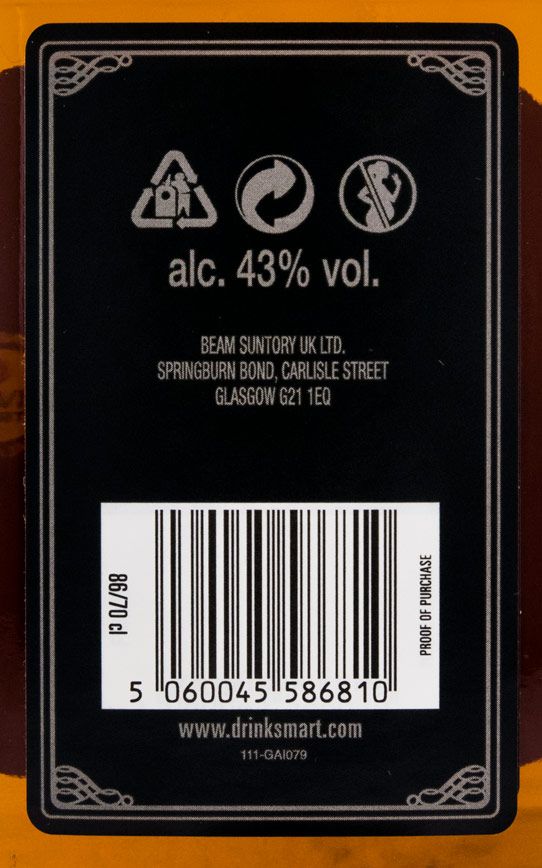 alc. 43% vol.
BEAM SUNTORY UK LTD.
SPRINGBURN BOND, CARLISLE STREET
GLASGOW G21 1EQ
86/70 cl
PROOF OF PURCHASE
5 060045 586810
www.drinksmart.com
111-GAI079